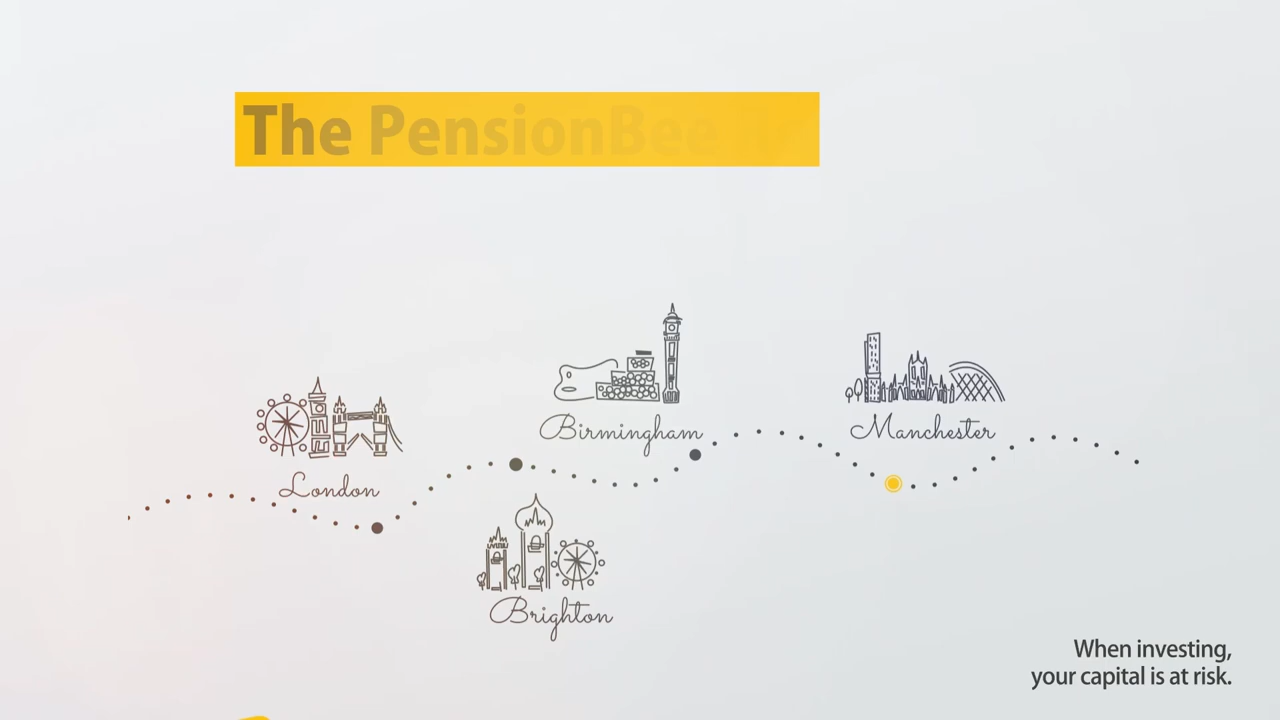 The PensionBee
Birmingham
Manchester
London
Brighton
When investing,
your capital is at risk.